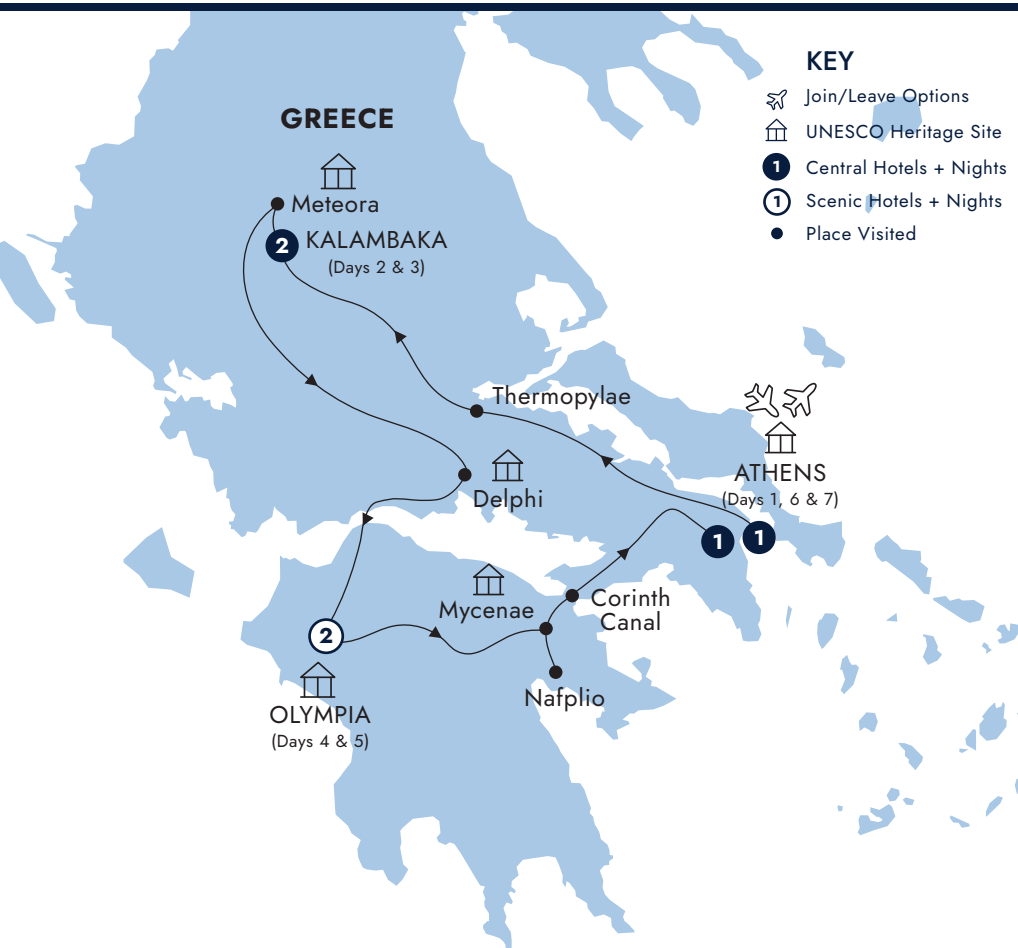 KEY
Join/Leave Options
UNESCO Heritage Site
1 Central Hotels + Nights
1 Scenic Hotels + Nights
Place Visited
GREECE
Meteora
2 KALAMBAKA
(Days 2 & 3)
Thermopylae
ATHENS
(Days 1, 6 & 7)
Delphi
1
1
Mycenae
Corinth
Canal
2
Nafplio
OLYMPIA
(Days 4 & 5)